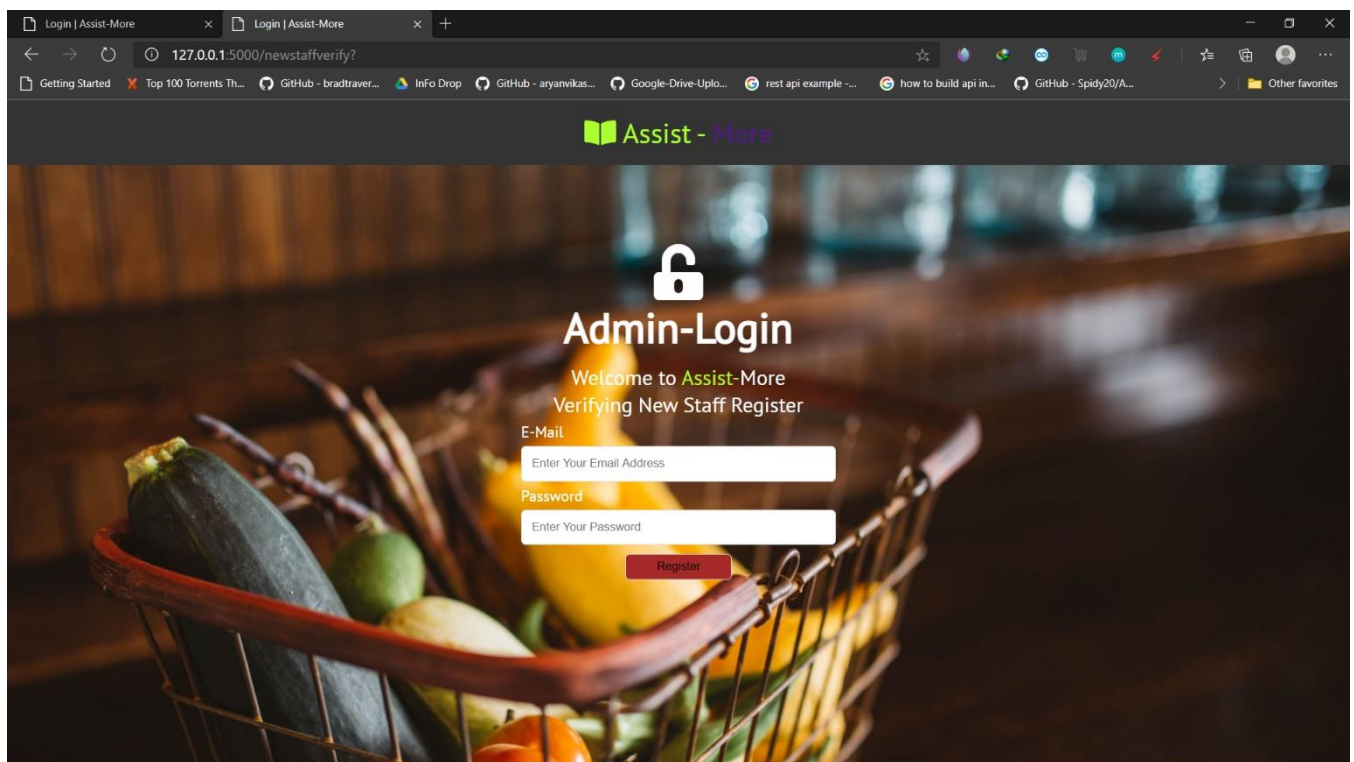 Login | Assist-More
Login | Assist-More
127.0.0.1:5000/newstaffverify?
Getting Started
Top 100 Torrents Th...
GitHub - bradtraver...
InFo Drop
GitHub - aryanvikas...
Google-Drive-Uplo...
rest api example -...
how to build api in...
GitHub - Spidy20/A...
Other favorites
Assist - More
Admin-Login
Welcome to Assist-More
Verifying New Staff Register
E-Mail
Enter Your Email Address
Password
Enter Your Password
Register